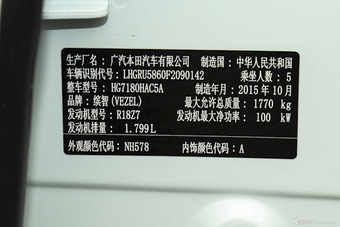 生产厂名：广汽本田汽车有限公司 制造国：中华人民共和国
车辆识别代号：LHGRU5860F2090142 乘坐人数：5
整车型号：HG7180HAC5A 制造年月：2015年10月
品牌：缤智(VEZEL) 最大允许总质量：1770 kg
发动机型号：R18Z7 发动机最大净功率：100 kW
发动机排量：1.799L
外观颜色代码：NH578 内饰颜色代码：A